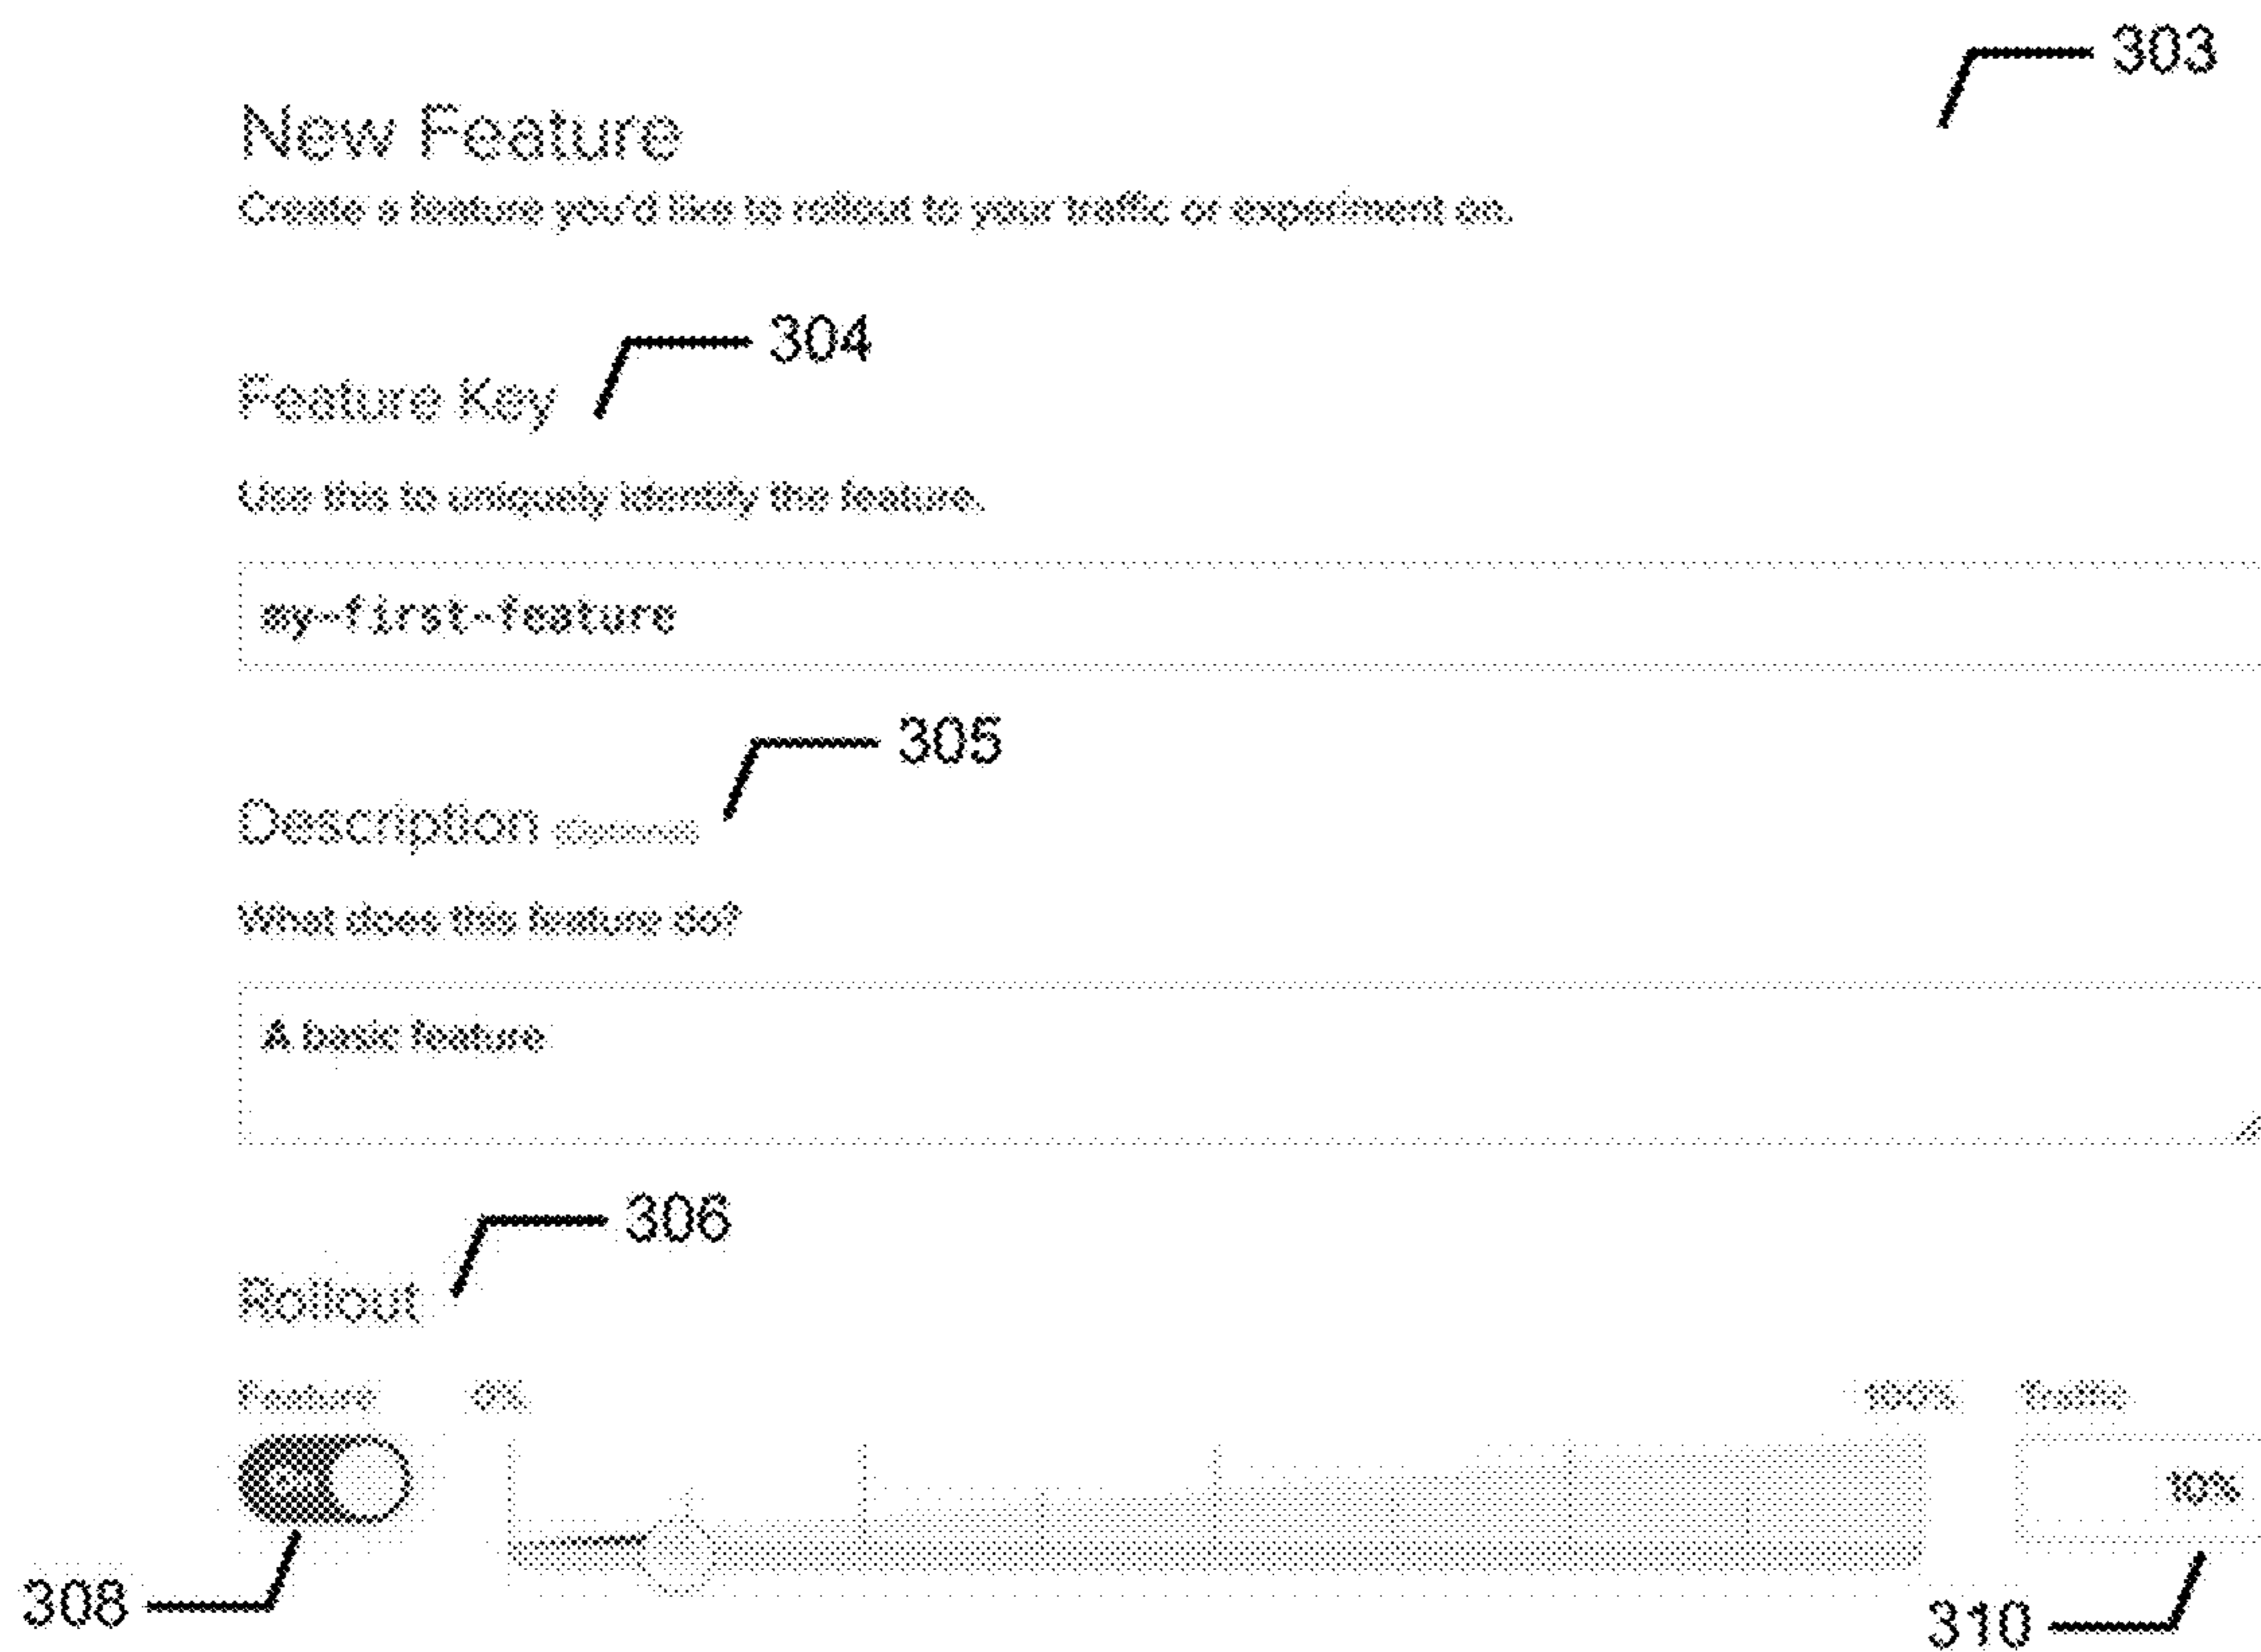 303
New Feature
Create a feature you'd like to rollout to your traffic or experiment on.
304
Feature Key
Use this to uniquely identify the feature.
my-first-feature
305
Description Optional
What does this feature do?
A basic feature
306
Rollout
Feature 0% 100% Traffic
On 10%
308
310